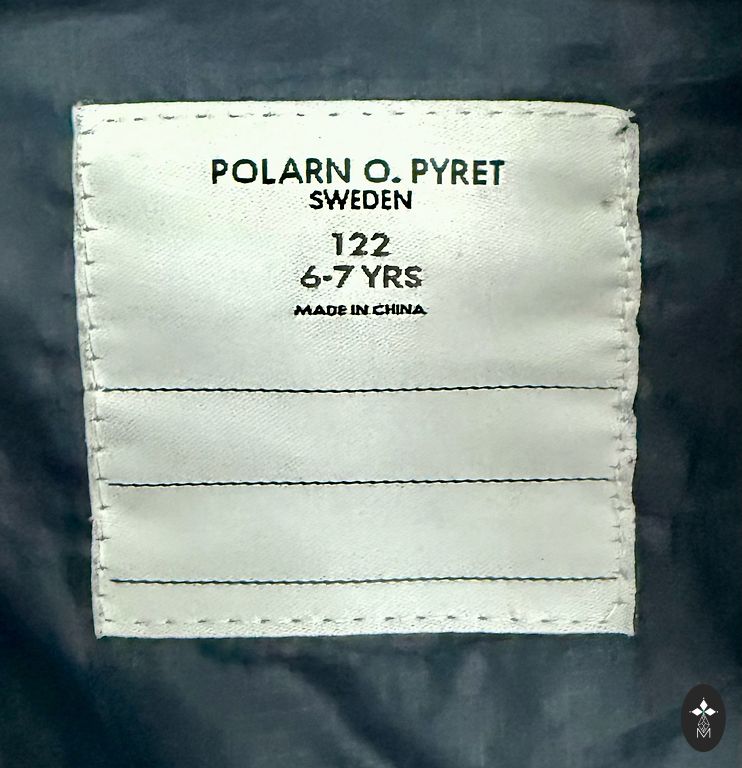 POLARN O. PYRET
SWEDEN
122
6-7 YRS
MADE IN CHINA
M